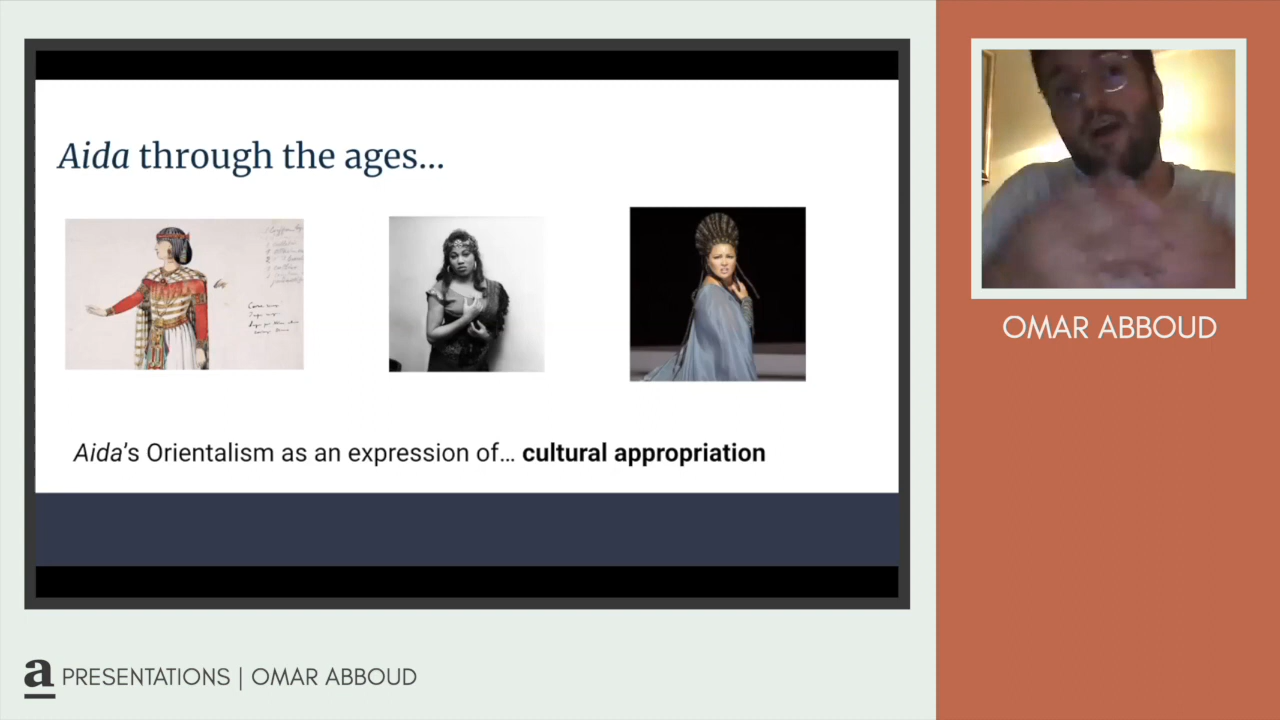 Aida through the ages...
Aida's Orientalism as an expression of... cultural appropriation
OMAR ABBOUD
a PRESENTATIONS | OMAR ABBOUD